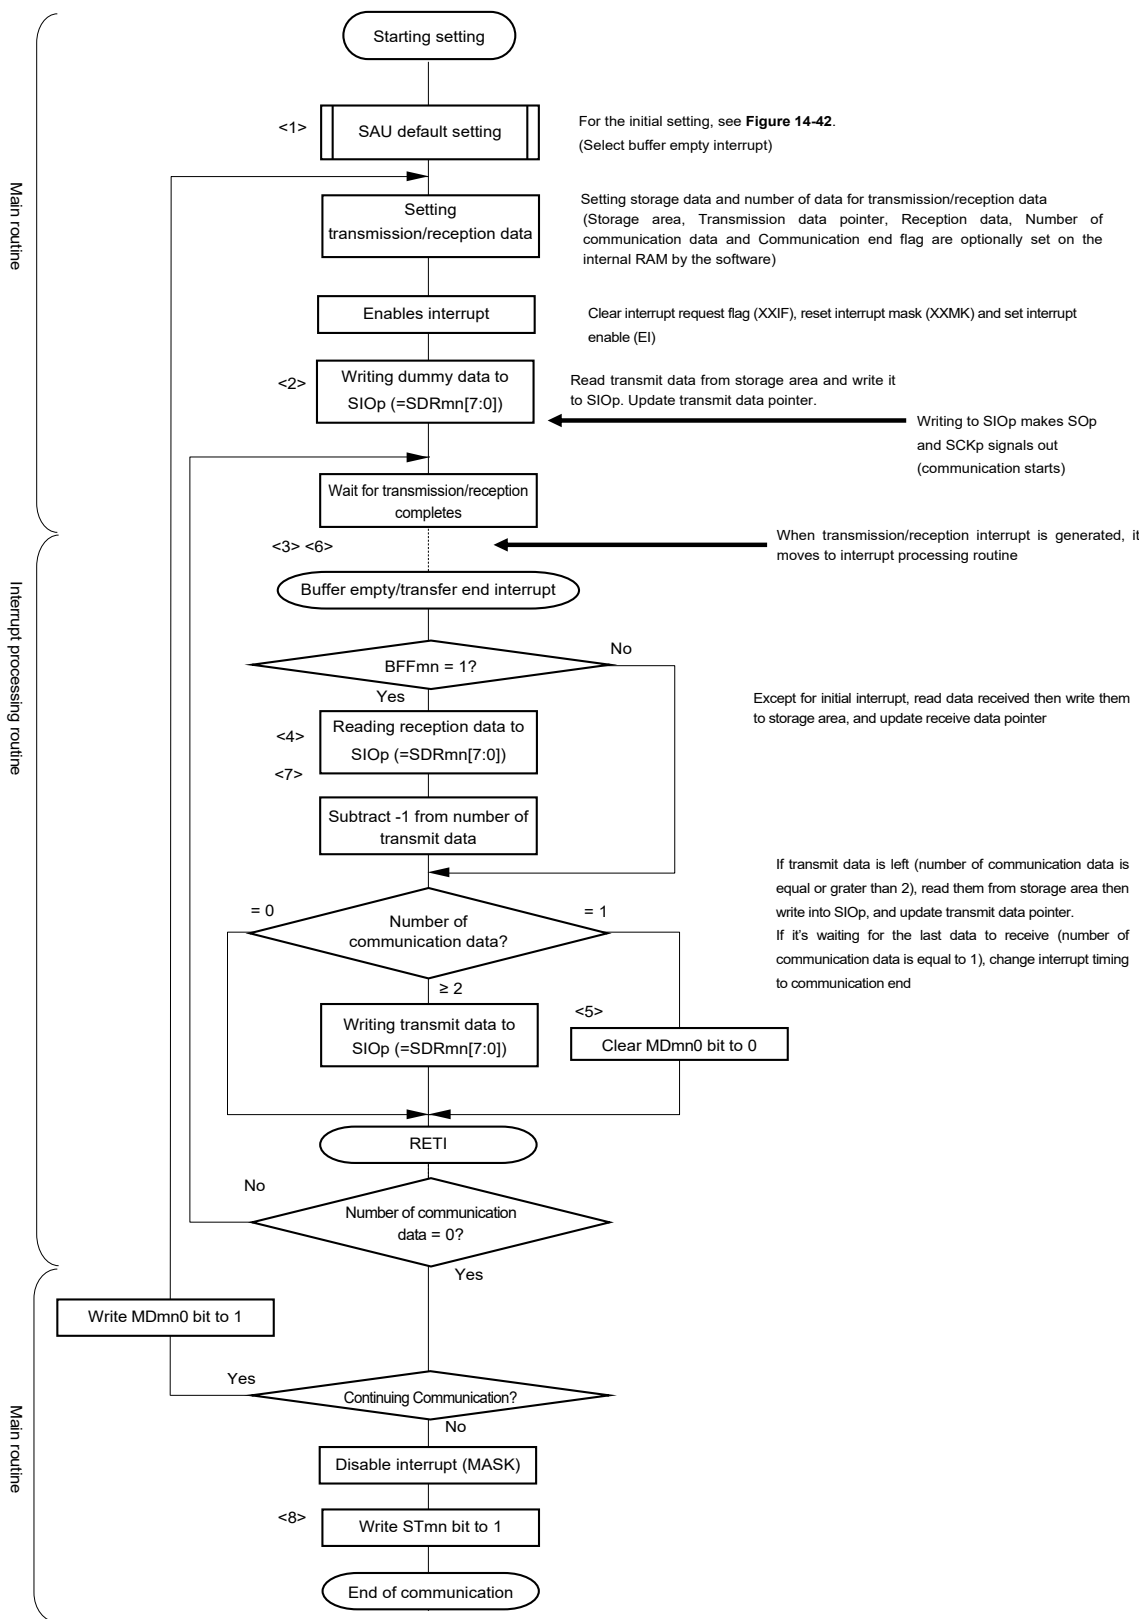 Starting setting
<1>
SAU default setting
For the initial setting, see Figure 14-42.
(Select buffer empty interrupt)
Main routine
Setting
transmission/reception data
Setting storage data and number of data for transmission/reception data
(Storage area, Transmission data pointer, Reception data, Number of
communication data and Communication end flag are optionally set on the
internal RAM by the software)
Enables interrupt
Clear interrupt request flag (XXIF), reset interrupt mask (XXMK) and set interrupt
enable (EI)
<2>
Writing dummy data to
SIOp (=SDRmn[7:0])
Read transmit data from storage area and write it
to SIOp. Update transmit data pointer.
Writing to SIOp makes SOp
and SCKp signals out
(communication starts)
Wait for transmission/reception
completes
<3> <6>
When transmission/reception interrupt is generated, it
moves to interrupt processing routine
Interrupt processing routine
Buffer empty/transfer end interrupt
BFFmn = 1?
No
Yes
Except for initial interrupt, read data received then write them
to storage area, and update receive data pointer
<4>
Reading reception data to
SIOp (=SDRmn[7:0])
<7>
Subtract -1 from number of
transmit data
If transmit data is left (number of communication data is
equal or grater than 2), read them from storage area then
write into SIOp, and update transmit data pointer.
If it's waiting for the last data to receive (number of
communication data is equal to 1), change interrupt timing
to communication end
= 0
Number of
communication data?
= 1
≥ 2
Writing transmit data to
SIOp (=SDRmn[7:0])
<5>
Clear MDmn0 bit to 0
RETI
No
Number of communication
data = 0?
Yes
Write MDmn0 bit to 1
Main routine
Yes
Continuing Communication?
No
Disable interrupt (MASK)
<8>
Write STmn bit to 1
End of communication